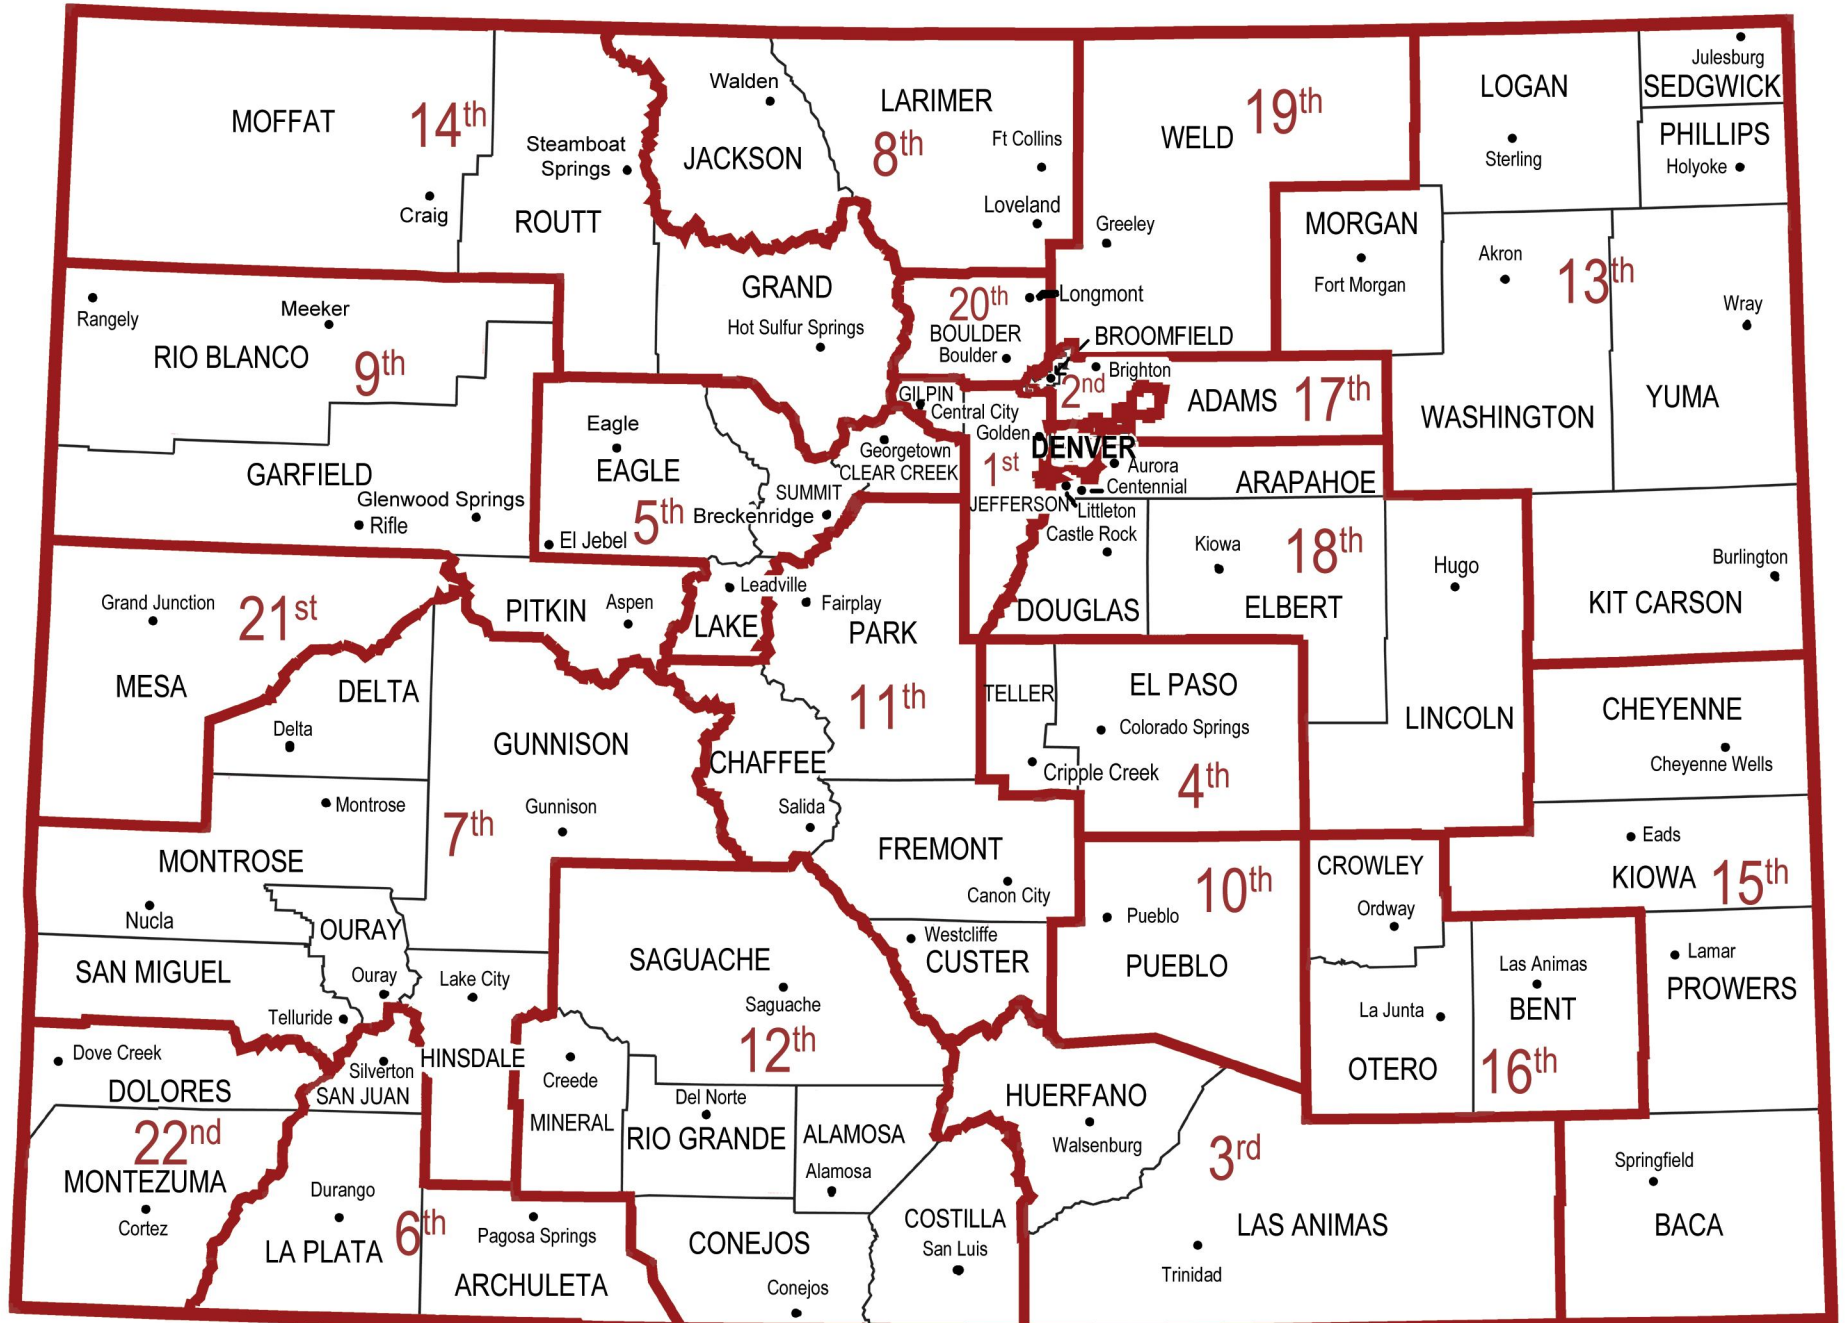 MOFFAT
14th
Craig
Steamboat
Springs
ROUTT
Walden
JACKSON
LARIMER
8th
Ft Collins
Loveland
WELD
19th
Greeley
LOGAN
Sterling
Julesburg
SEDGWICK
PHILLIPS
Holyoke
MORGAN
Fort Morgan
Akron
13th
Wray
WASHINGTON
YUMA
Rangely
Meeker
RIO BLANCO
9th
GARFIELD
Glenwood Springs
Rifle
GRAND
Hot Sulfur Springs
20th
Longmont
BOULDER
Boulder
BROOMFIELD
2nd
Brighton
ADAMS
17th
GILPIN
Central City
Golden
DENVER
1st
JEFFERSON
Georgetown
CLEAR CREEK
Aurora
Centennial
Littleton
ARAPAHOE
Castle Rock
DOUGLAS
Kiowa
18th
ELBERT
Hugo
LINCOLN
Burlington
KIT CARSON
Eagle
EAGLE
5th
El Jebel
SUMMIT
Breckenridge
Leadville
LAKE
Fairplay
PARK
11th
Grand Junction
21st
MESA
PITKIN
Aspen
DELTA
Delta
GUNNISON
Gunnison
7th
Montrose
MONTROSE
Nucla
CHAFFEE
Salida
FREMONT
Canon City
TELLER
Cripple Creek
EL PASO
Colorado Springs
4th
CHEYENNE
Cheyenne Wells
Eads
KIOWA
15th
CROWLEY
Ordway
10th
Pueblo
PUEBLO
Westcliffe
CUSTER
OURAY
Ouray
SAN MIGUEL
Telluride
Lake City
HINSDALE
SAGUACHE
Saguache
12th
Las Animas
BENT
La Junta
OTERO
16th
Lamar
PROWERS
Dove Creek
DOLORES
22nd
MONTEZUMA
Cortez
Silverton
SAN JUAN
Durango
LA PLATA
6th
Pagosa Springs
ARCHULETA
Creede
MINERAL
Del Norte
RIO GRANDE
ALAMOSA
Alamosa
CONEJOS
Conejos
COSTILLA
San Luis
HUERFANO
Walsenburg
3rd
LAS ANIMAS
Trinidad
Springfield
BACA